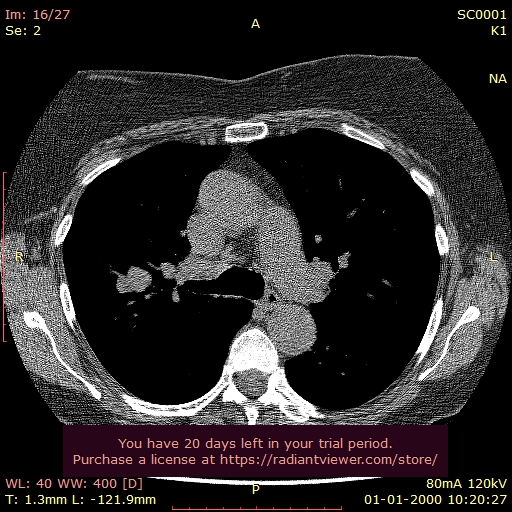 Im: 16/27
Se: 2
A
SC0001
K1
NA
R
L
You have 20 days left in your trial period.
Purchase a license at https://radiantviewer.com/store/
WL: 40 WW: 400 [D]
T: 1.3mm L: -121.9mm
P
80mA 120kV
01-01-2000 10:20:27